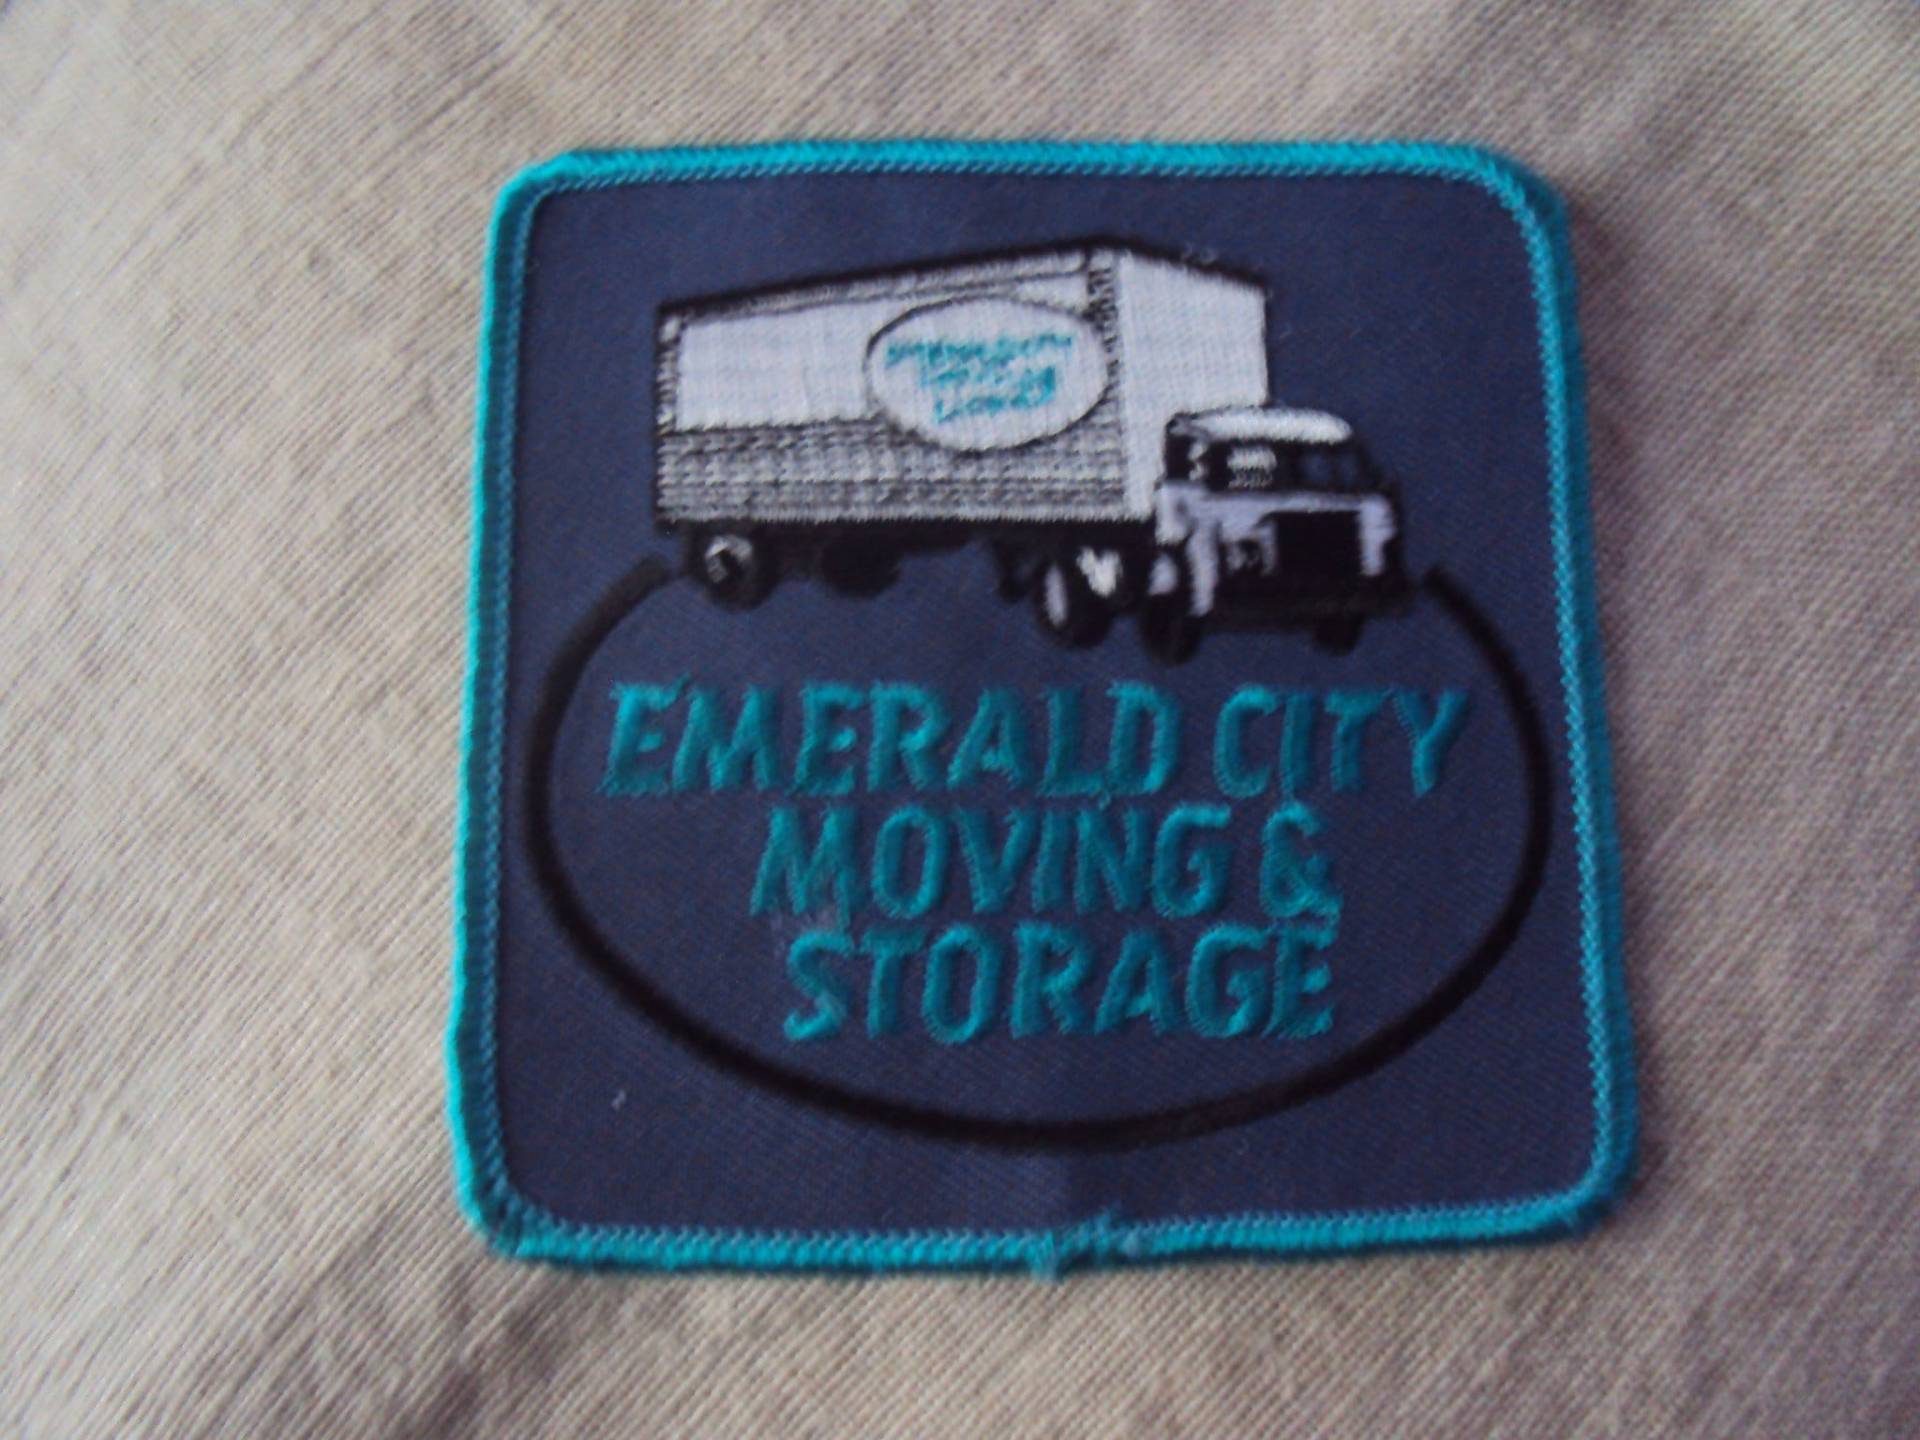 EMERALD CITY
MOVING &
STORAGE